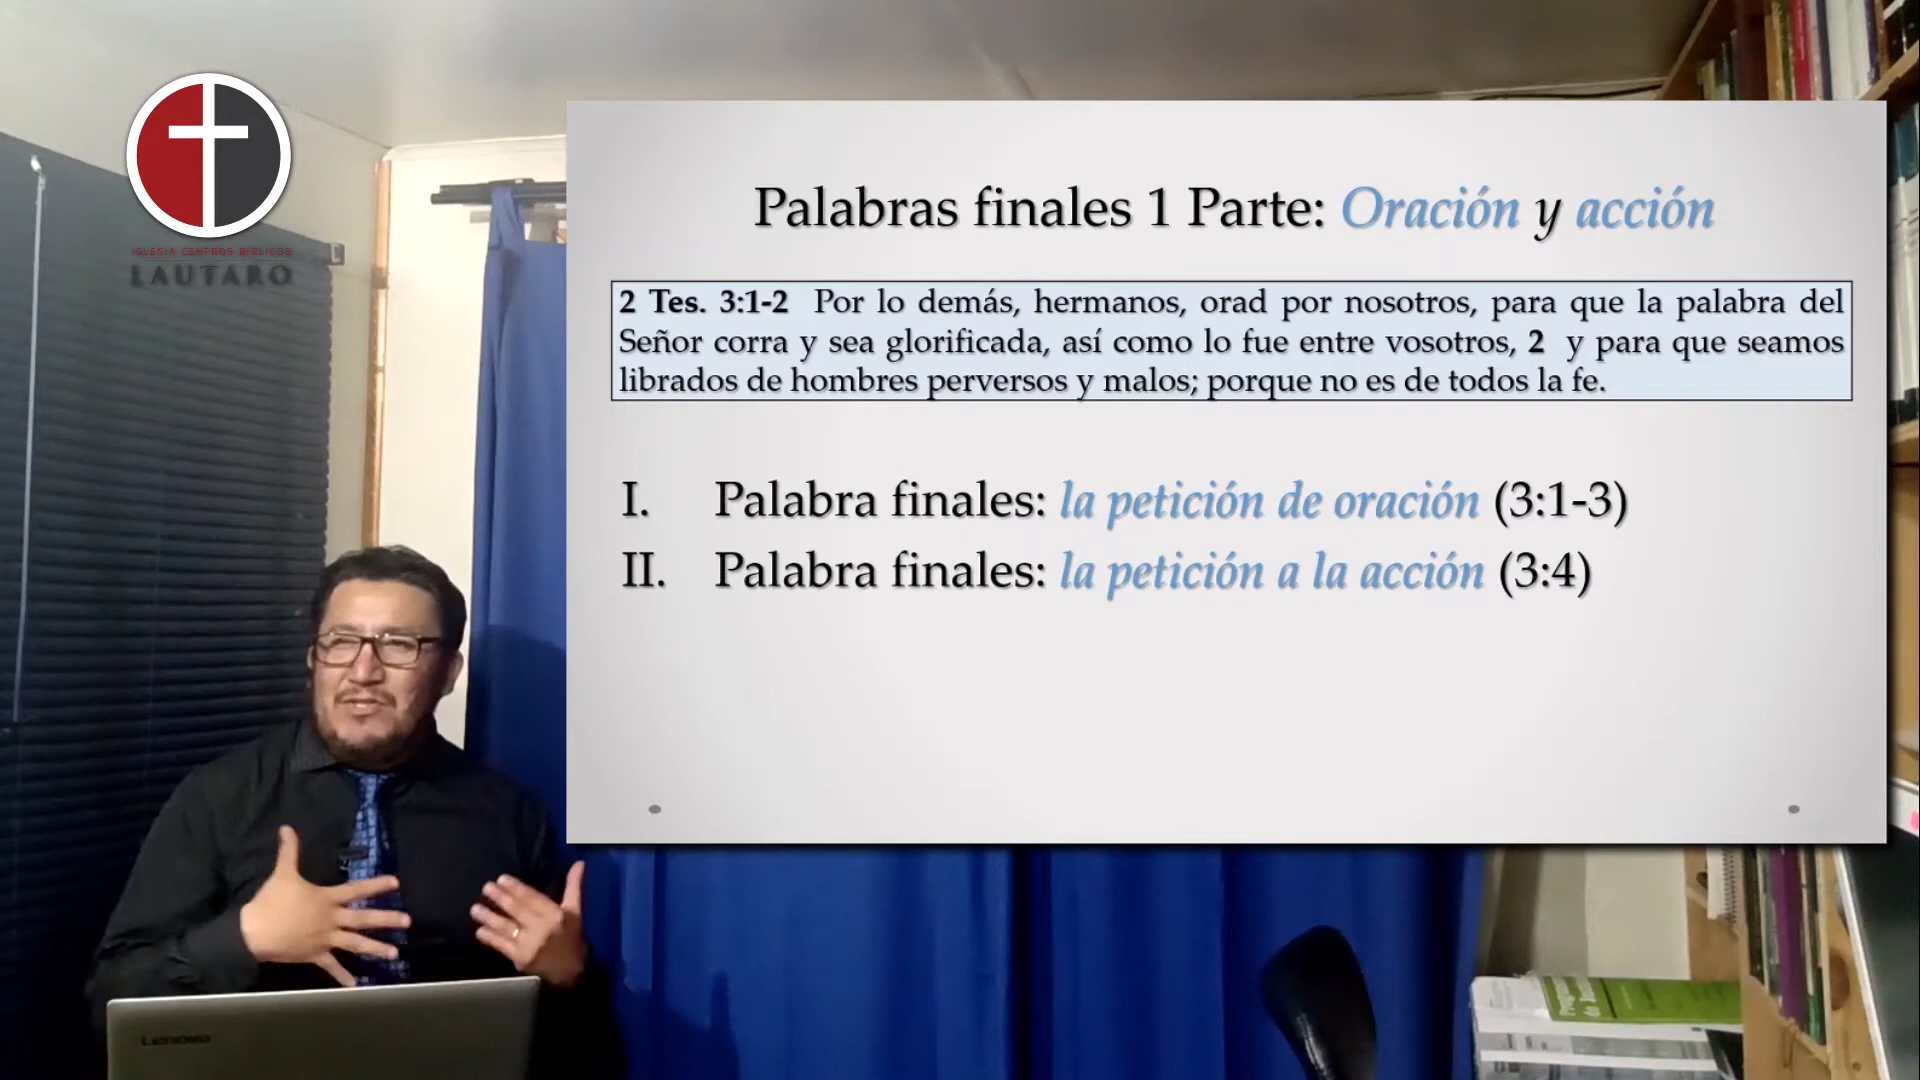 IGLESIA CENTROS BÍBLICOS
LAUTARO
Palabras finales 1 Parte: Oración y acción
2 Tes. 3:1-2 Por lo demás, hermanos, orad por nosotros, para que la palabra del
Señor corra y sea glorificada, así como lo fue entre vosotros, 2 y para que seamos
librados de hombres perversos y malos; porque no es de todos la fe.
I. Palabra finales: la petición de oración (3:1-3)
II. Palabra finales: la petición a la acción (3:4)
Lenovo